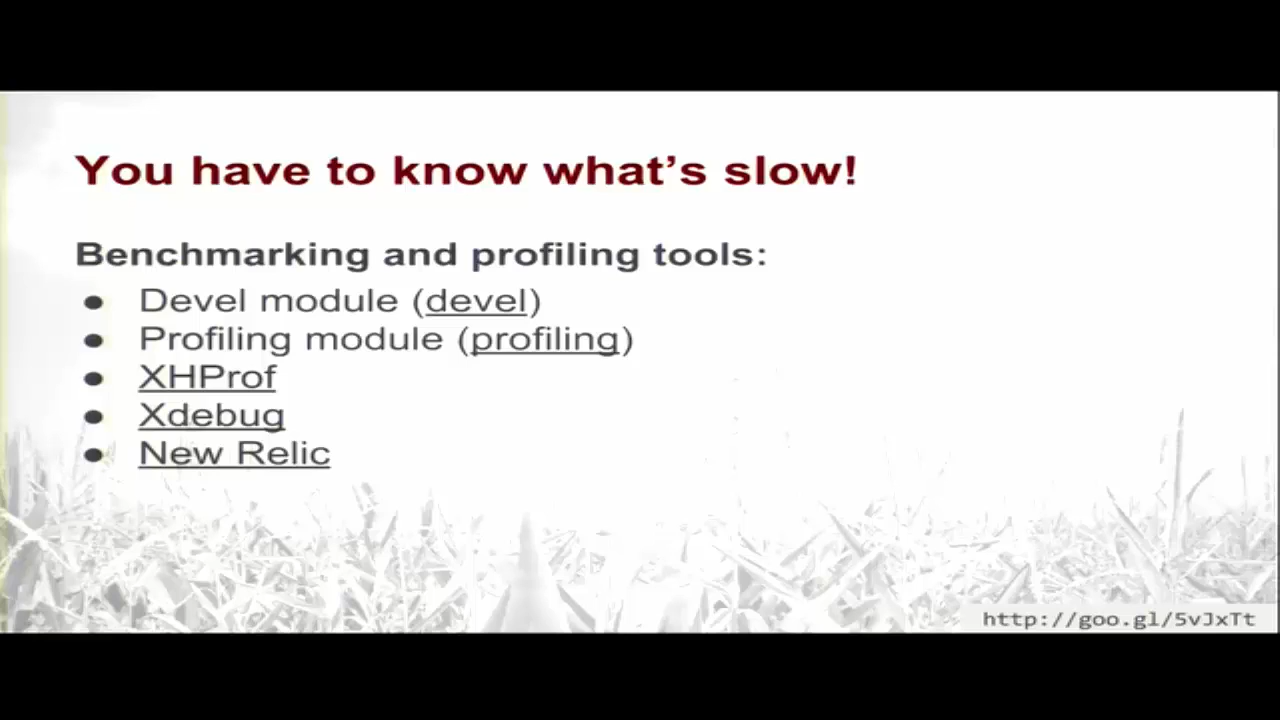 You have to know what’s slow!
Benchmarking and profiling tools:
● Devel module (devel)
● Profiling module (profiling)
● XHProf
● Xdebug
● New Relic
http://goo.gl/5vJxTt